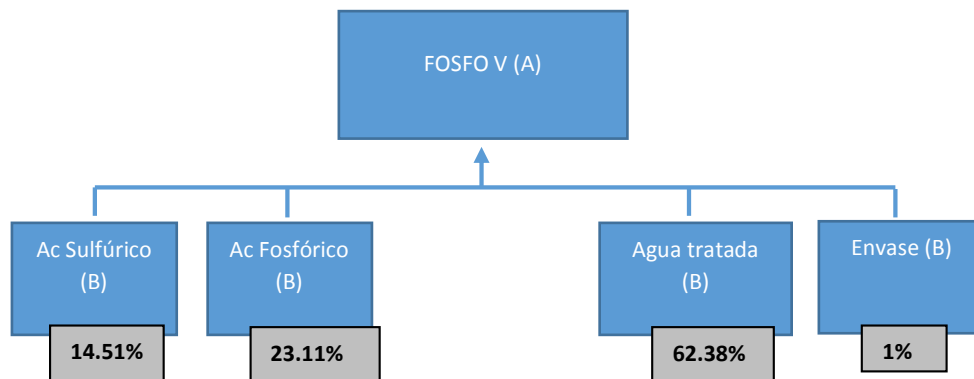 FOSFO V (A)
Ac Sulfúrico
(B)
14.51%
Ac Fosfórico
(B)
23.11%
Agua tratada
(B)
62.38%
Envase (B)
1%